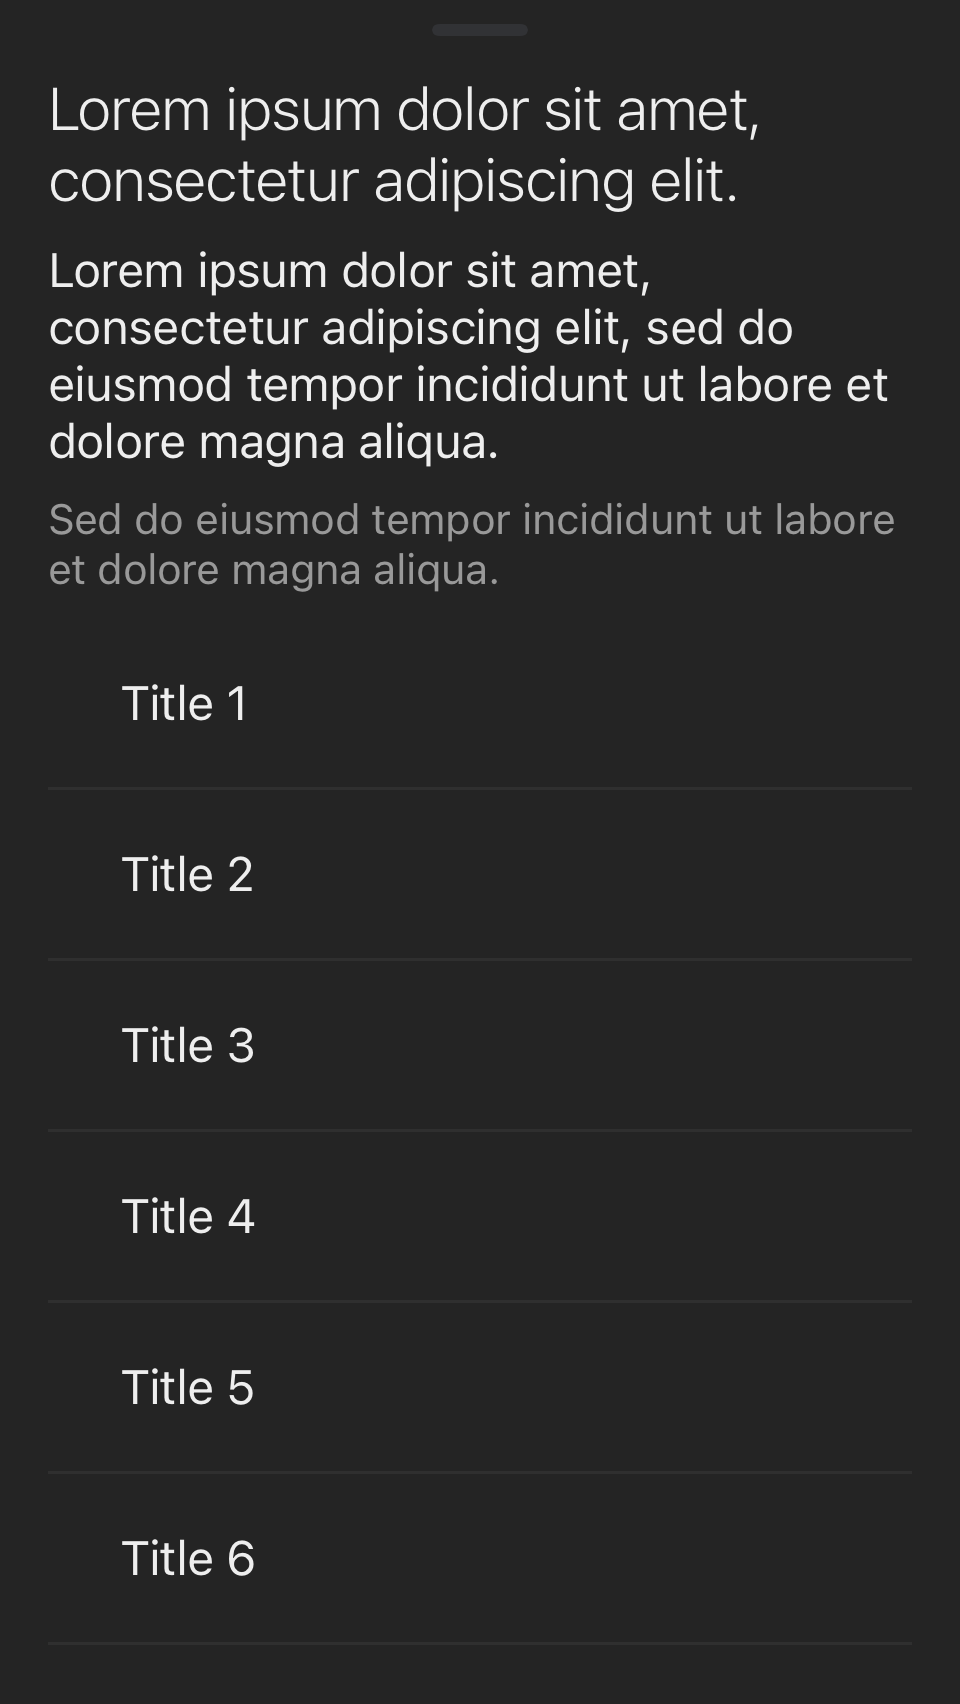 Lorem ipsum dolor sit amet,
consectetur adipiscing elit.
Lorem ipsum dolor sit amet,
consectetur adipiscing elit, sed do
eiusmod tempor incididunt ut labore et
dolore magna aliqua.
Sed do eiusmod tempor incididunt ut labore
et dolore magna aliqua.
Title 1
Title 2
Title 3
Title 4
Title 5
Title 6